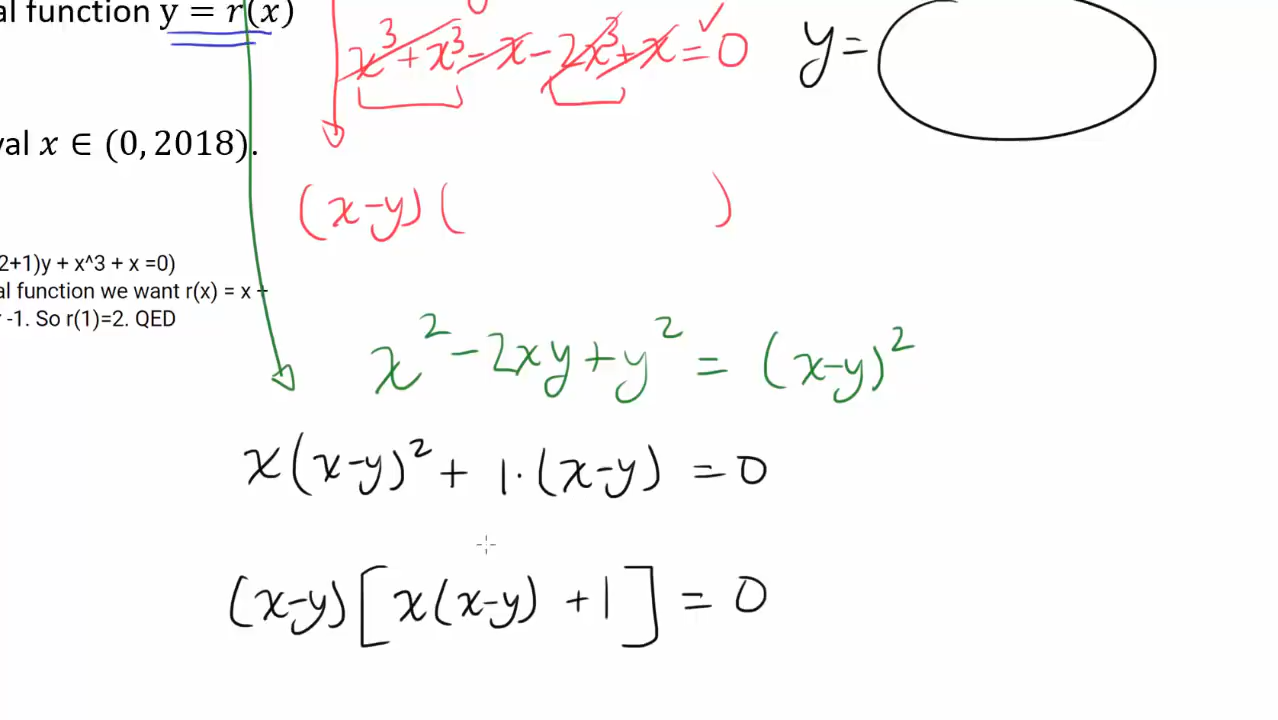 al function y = r(x)
x³ + x³ - x - 2x³ + x = 0
y =
val x ∈ (0, 2018).
(x-y) ( )
2+1)y + x^3 + x =0)
al function we want r(x) = x +
-1. So r(1)=2. QED
x² - 2xy + y² = (x-y)²
x(x-y)² + 1·(x-y) = 0
(x-y)[x(x-y) + 1] = 0